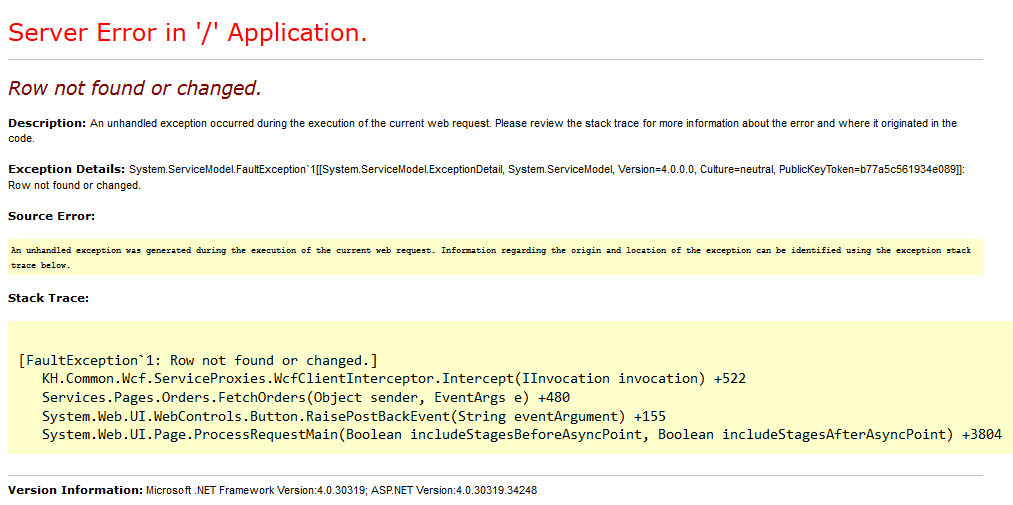 Server Error in '/' Application.
Row not found or changed.
Description: An unhandled exception occurred during the execution of the current web request. Please review the stack trace for more information about the error and where it originated in the
code.
Exception Details: System.ServiceModel.FaultException`1[[System.ServiceModel.ExceptionDetail, System.ServiceModel, Version=4.0.0.0, Culture=neutral, PublicKeyToken=b77a5c561934e089]]:
Row not found or changed.
Source Error:
An unhandled exception was generated during the execution of the current web request. Information regarding the origin and location of the exception can be identified using the exception stack
trace below.
Stack Trace:
[FaultException`1: Row not found or changed.]
KH.Common.Wcf.ServiceProxies.WcfClientInterceptor.Intercept(IInvocation invocation) +522
Services.Pages.Orders.FetchOrders(Object sender, EventArgs e) +480
System.Web.UI.WebControls.Button.RaisePostBackEvent(String eventArgument) +155
System.Web.UI.Page.ProcessRequestMain(Boolean includeStagesBeforeAsyncPoint, Boolean includeStagesAfterAsyncPoint) +3804
Version Information: Microsoft .NET Framework Version:4.0.30319; ASP.NET Version:4.0.30319.34248